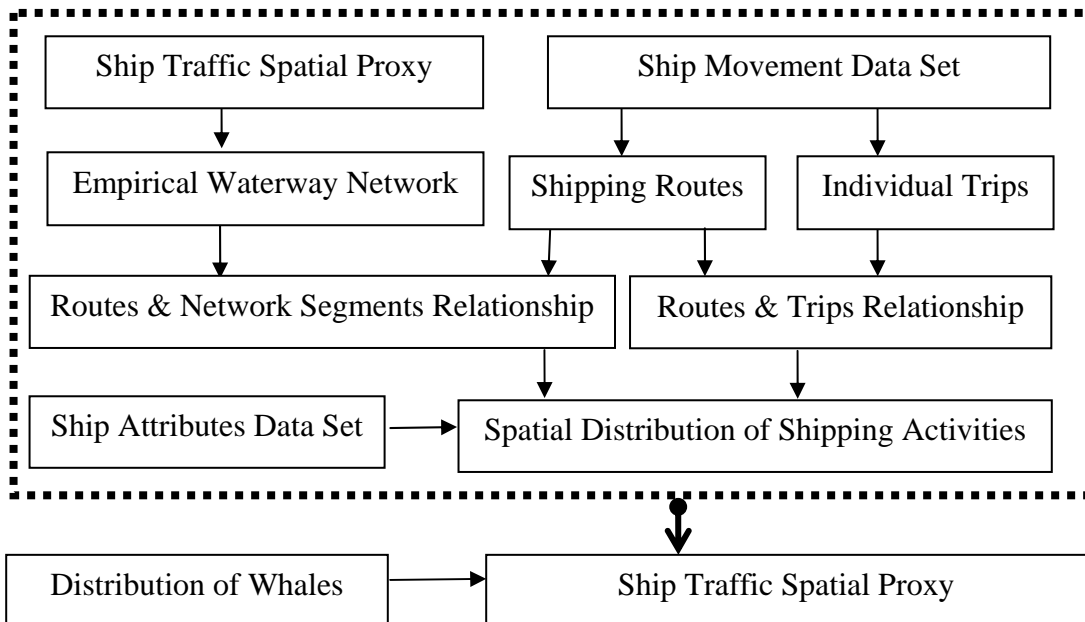 Ship Traffic Spatial Proxy
Ship Movement Data Set
Empirical Waterway Network
Shipping Routes
Individual Trips
Routes & Network Segments Relationship
Routes & Trips Relationship
Ship Attributes Data Set
Spatial Distribution of Shipping Activities
Distribution of Whales
Ship Traffic Spatial Proxy